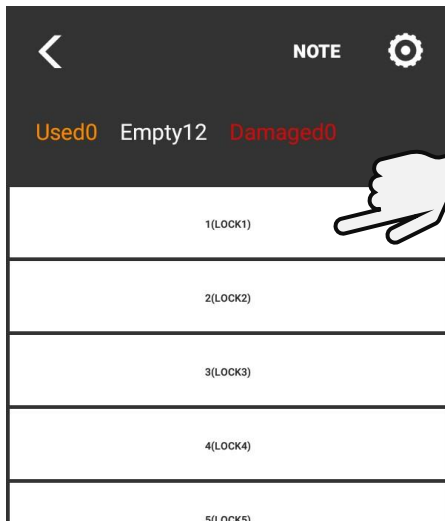 NOTE
Used0 Empty12 Damaged0
1(LOCK1)
2(LOCK2)
3(LOCK3)
4(LOCK4)
5(LOCK5)